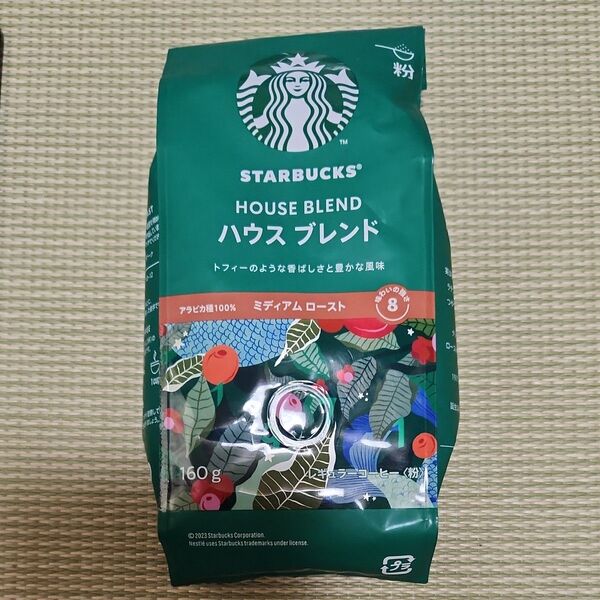 粉
™
STARBUCKS®
HOUSE BLEND
ハウス ブレンド
トフィーのような香ばしさと豊かな風味
アラビカ種100%
ミディアム ロースト
味わいの強さ
8
160g
レギュラーコーヒー〈粉〉
© 2023 Starbucks Corporation.
Nestlé uses Starbucks trademarks under license.
プラ